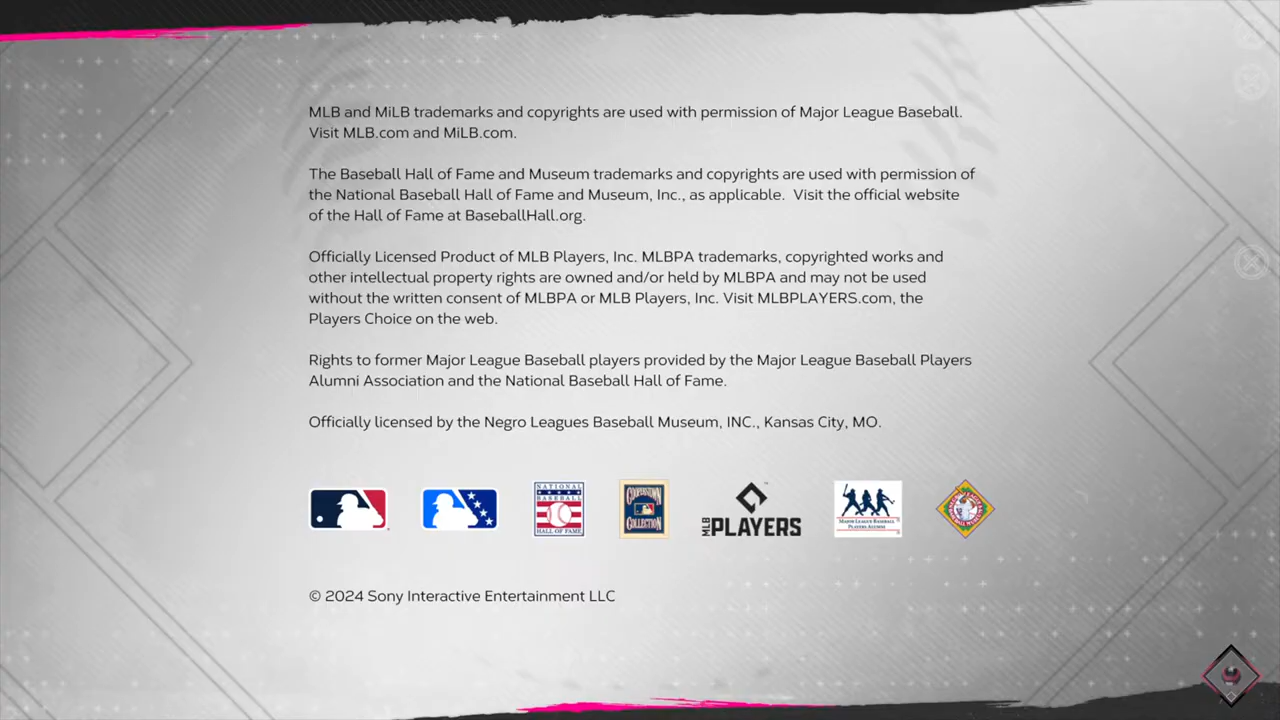 MLB and MiLB trademarks and copyrights are used with permission of Major League Baseball.
Visit MLB.com and MiLB.com.
The Baseball Hall of Fame and Museum trademarks and copyrights are used with permission of
the National Baseball Hall of Fame and Museum, Inc., as applicable.  Visit the official website
of the Hall of Fame at BaseballHall.org.
Officially Licensed Product of MLB Players, Inc. MLBPA trademarks, copyrighted works and
other intellectual property rights are owned and/or held by MLBPA and may not be used
without the written consent of MLBPA or MLB Players, Inc. Visit MLBPLAYERS.com, the
Players Choice on the web.
Rights to former Major League Baseball players provided by the Major League Baseball Players
Alumni Association and the National Baseball Hall of Fame.
Officially licensed by the Negro Leagues Baseball Museum, INC., Kansas City, MO.
NATIONAL
BASEBALL
HALL OF FAME
COOPERSTOWN
COLLECTION
MLB PLAYERS
MAJOR LEAGUE BASEBALL
PLAYERS ALUMNI
© 2024 Sony Interactive Entertainment LLC